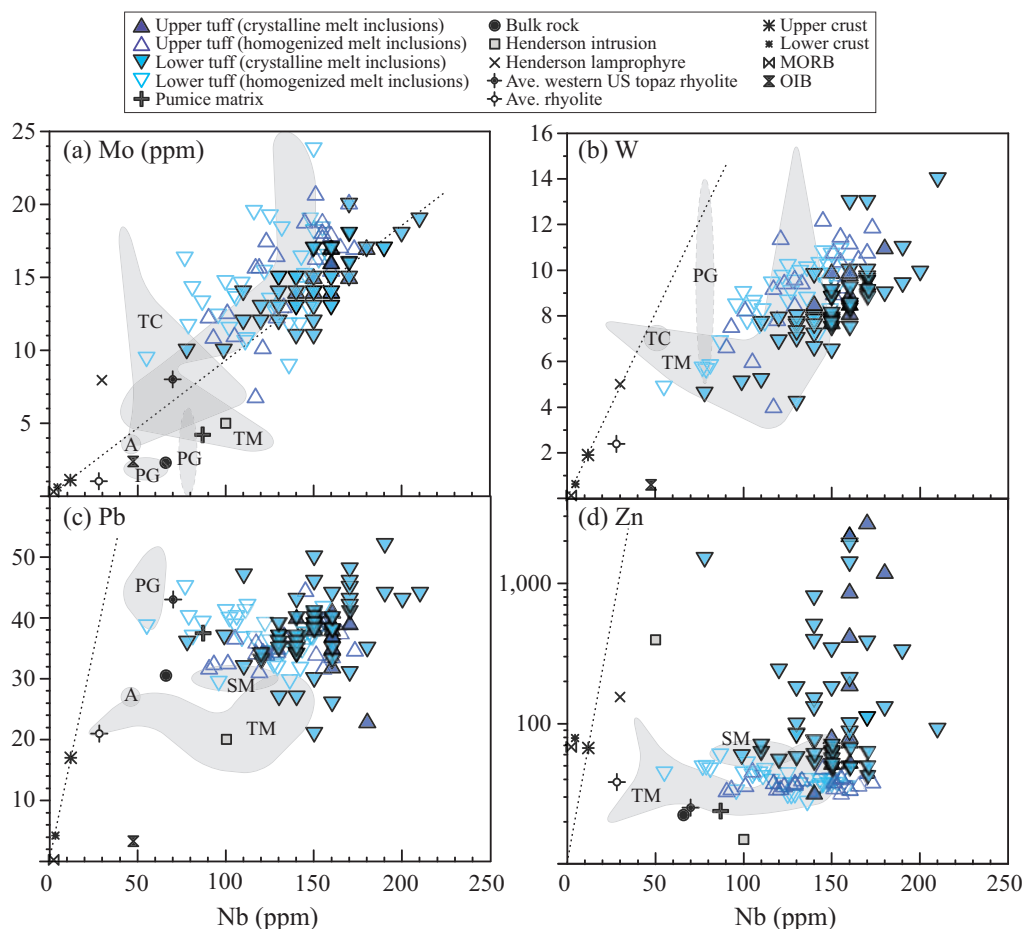 Upper tuff (crystalline melt inclusions)
Upper tuff (homogenized melt inclusions)
Lower tuff (crystalline melt inclusions)
Lower tuff (homogenized melt inclusions)
Pumice matrix
Bulk rock
Henderson intrusion
Henderson lamprophyre
Ave. western US topaz rhyolite
Ave. rhyolite
Upper crust
Lower crust
MORB
OIB
(a) Mo (ppm)
25
20
15
10
5
0
TC
A
PG
PG
TM
(b) W
16
14
12
10
8
6
4
2
0
PG
TC
TM
(c) Pb
50
40
30
20
10
PG
A
SM
TM
0 50 100 150 200 250
Nb (ppm)
(d) Zn
1,000
100
SM
TM
0 50 100 150 200 250
Nb (ppm)